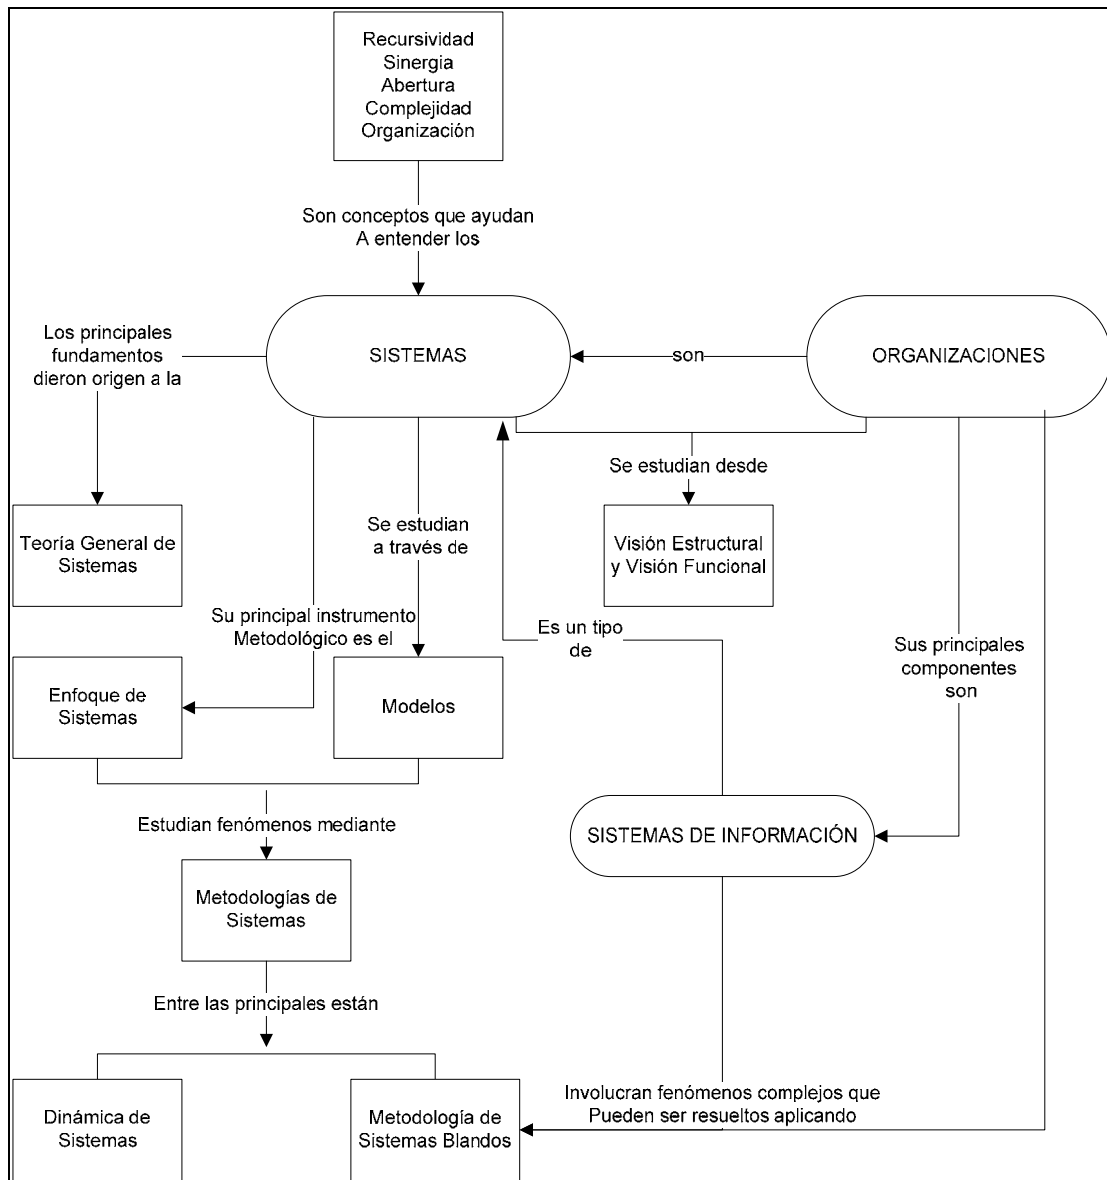 Recursividad
Sinergia
Abertura
Complejidad
Organización
Son conceptos que ayudan
A entender los
Los principales
fundamentos
dieron origen a la
SISTEMAS
son
ORGANIZACIONES
Se estudian desde
Teoría General de
Sistemas
Se estudian
a través de
Visión Estructural
y Visión Funcional
Su principal instrumento
Metodológico es el
Es un tipo
de
Sus principales
componentes
son
Enfoque de
Sistemas
Modelos
Estudian fenómenos mediante
SISTEMAS DE INFORMACIÓN
Metodologías de
Sistemas
Entre las principales están
Dinámica de
Sistemas
Metodología de
Sistemas Blandos
Involucran fenómenos complejos que
Pueden ser resueltos aplicando